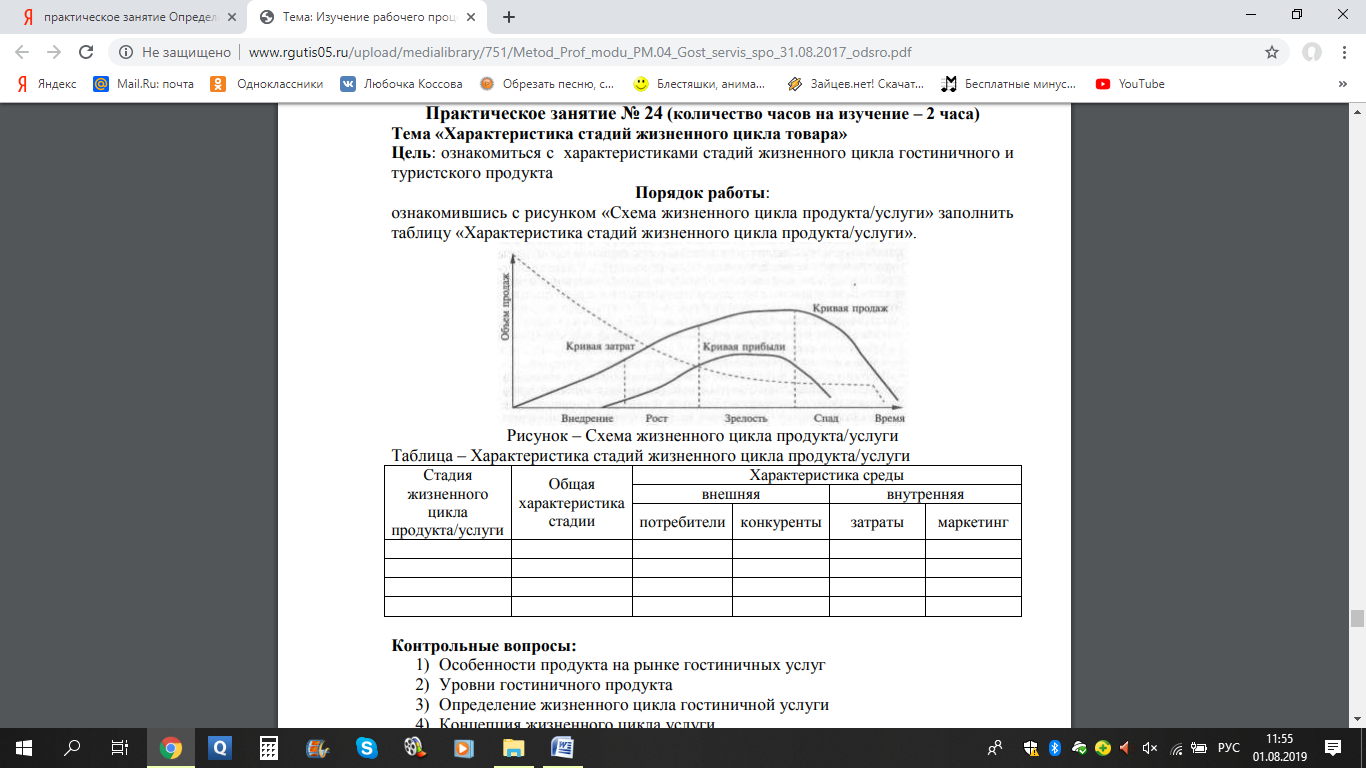 практическое занятие Определ
Тема: Изучение рабочего проц
Не защищено
www.rgutis05.ru/upload/medialibrary/751/Metod_Prof_modu_PM.04_Gost_servis_spo_31.08.2017_odsro.pdf
Яндекс
Mail.Ru: почта
Одноклассники
Любочка Коссова
Обрезать песню, с...
Блестяшки, анима...
Зайцев.нет! Скачат...
Бесплатные минус...
YouTube
Практическое занятие № 24 (количество часов на изучение – 2 часа)
Тема «Характеристика стадий жизненного цикла товара»
Цель: ознакомиться с характеристиками стадий жизненного цикла гостиничного и
туристского продукта
Порядок работы:
ознакомившись с рисунком «Схема жизненного цикла продукта/услуги» заполнить
таблицу «Характеристика стадий жизненного цикла продукта/услуги».
Объем продаж
Кривая продаж
Кривая затрат
Кривая прибыли
Внедрение Рост Зрелость Спад Время
Рисунок – Схема жизненного цикла продукта/услуги
Таблица – Характеристика стадий жизненного цикла продукта/услуги
Стадия
жизненного
цикла
продукта/услуги
Общая
характеристика
стадии
Характеристика среды
внешняя
внутренняя
потребители
конкуренты
затраты
маркетинг
Контрольные вопросы:
1) Особенности продукта на рынке гостиничных услуг
2) Уровни гостиничного продукта
3) Определение жизненного цикла гостиничной услуги
4) Концепция жизненного цикла услуги
РУС
11:55
01.08.2019